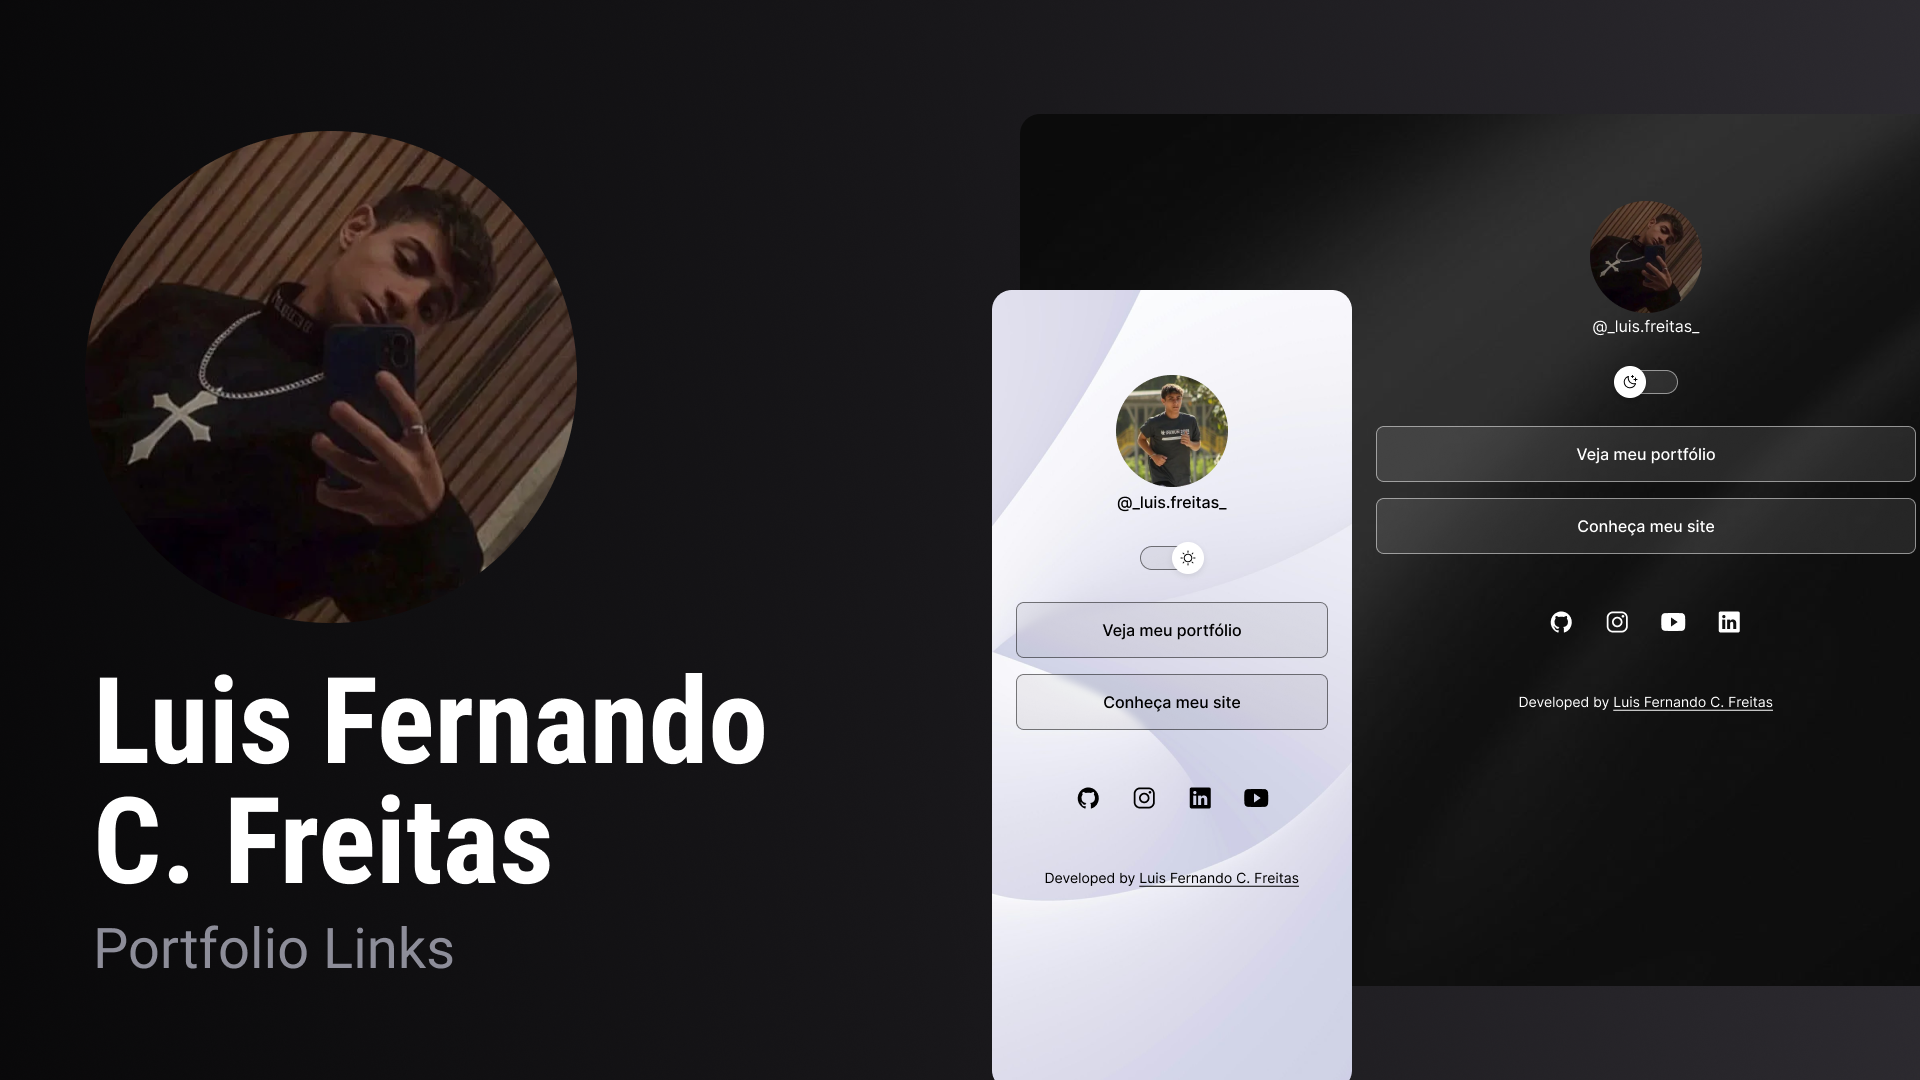 Luis Fernando
C. Freitas
Portfolio Links
@_luis.freitas_
Veja meu portfólio
Conheça meu site
Developed by Luis Fernando C. Freitas
@_luis.freitas_
Veja meu portfólio
Conheça meu site
Developed by Luis Fernando C. Freitas